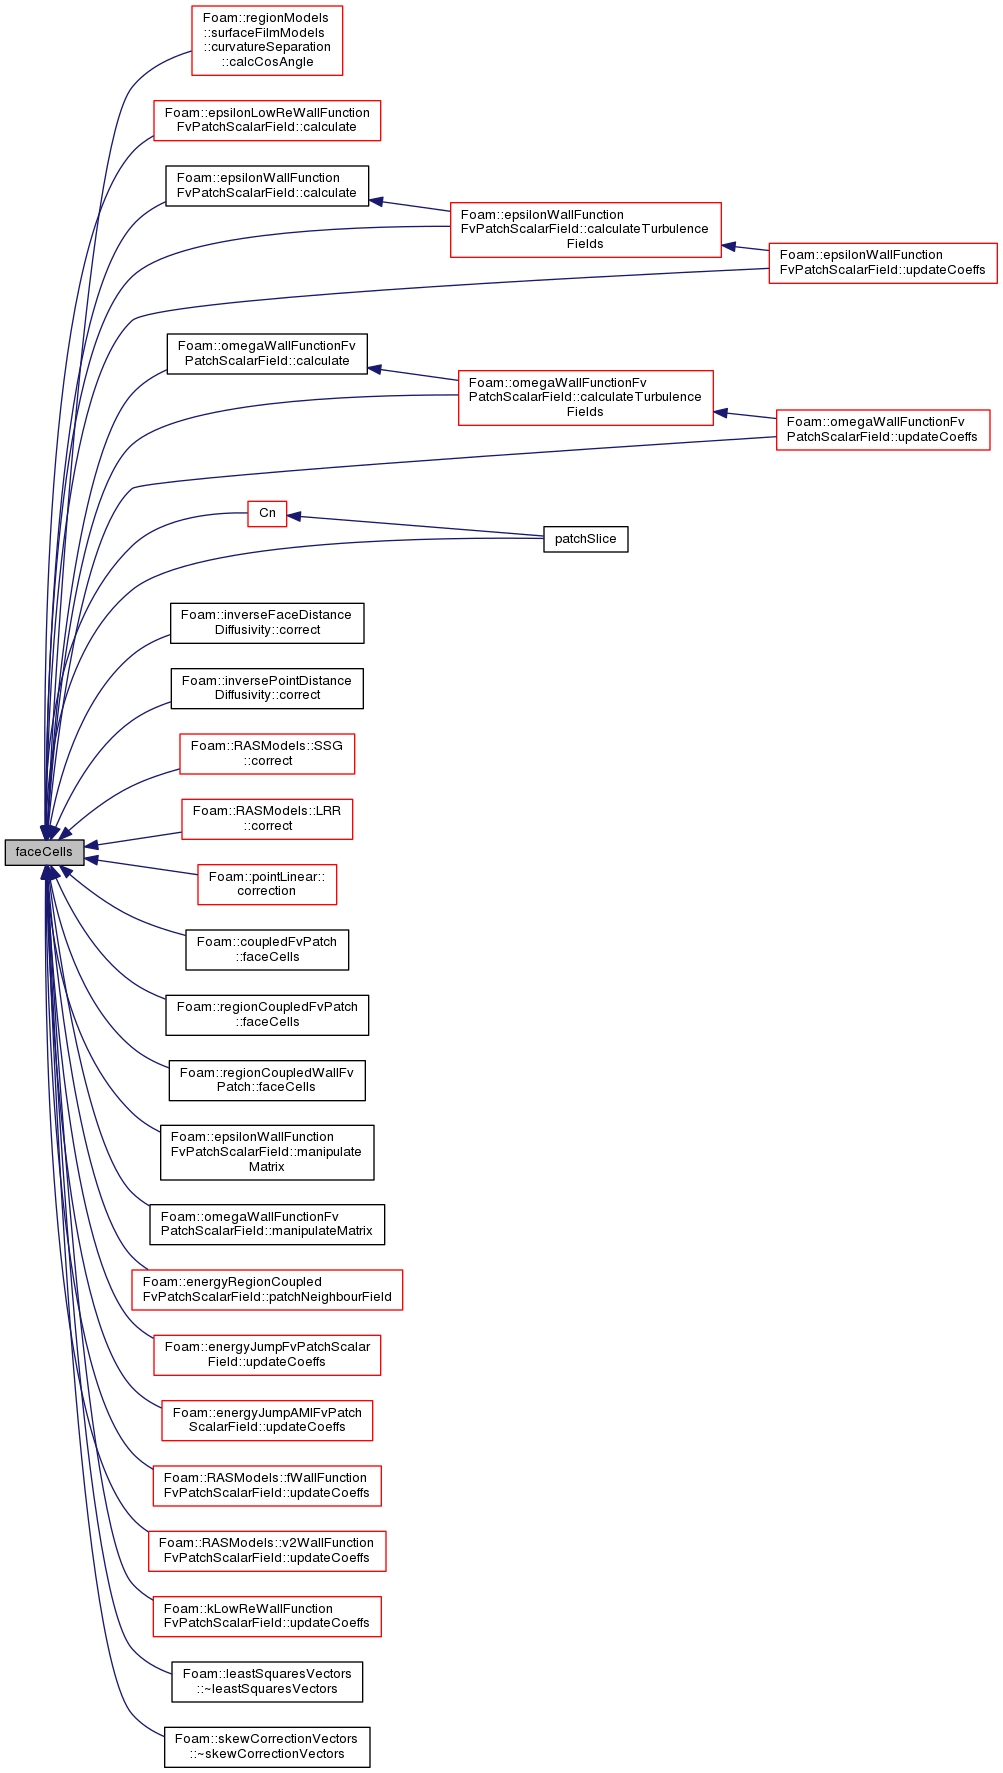 Foam::regionModels
::surfaceFilmModels
::curvatureSeparation
::calcCosAngle
Foam::epsilonLowReWallFunction
FvPatchScalarField::calculate
Foam::epsilonWallFunction
FvPatchScalarField::calculate
Foam::epsilonWallFunction
FvPatchScalarField::calculateTurbulence
Fields
Foam::epsilonWallFunction
FvPatchScalarField::updateCoeffs
Foam::omegaWallFunctionFv
PatchScalarField::calculate
Foam::omegaWallFunctionFv
PatchScalarField::calculateTurbulence
Fields
Foam::omegaWallFunctionFv
PatchScalarField::updateCoeffs
Cn
patchSlice
Foam::inverseFaceDistance
Diffusivity::correct
Foam::inversePointDistance
Diffusivity::correct
Foam::RASModels::SSG
::correct
Foam::RASModels::LRR
::correct
faceCells
Foam::pointLinear::
correction
Foam::coupledFvPatch
::faceCells
Foam::regionCoupledFvPatch
::faceCells
Foam::regionCoupledWallFv
Patch::faceCells
Foam::epsilonWallFunction
FvPatchScalarField::manipulate
Matrix
Foam::omegaWallFunctionFv
PatchScalarField::manipulateMatrix
Foam::energyRegionCoupled
FvPatchScalarField::patchNeighbourField
Foam::energyJumpFvPatchScalar
Field::updateCoeffs
Foam::energyJumpAMIFvPatch
ScalarField::updateCoeffs
Foam::RASModels::fWallFunction
FvPatchScalarField::updateCoeffs
Foam::RASModels::v2WallFunction
FvPatchScalarField::updateCoeffs
Foam::kLowReWallFunction
FvPatchScalarField::updateCoeffs
Foam::leastSquaresVectors
::~leastSquaresVectors
Foam::skewCorrectionVectors
::~skewCorrectionVectors